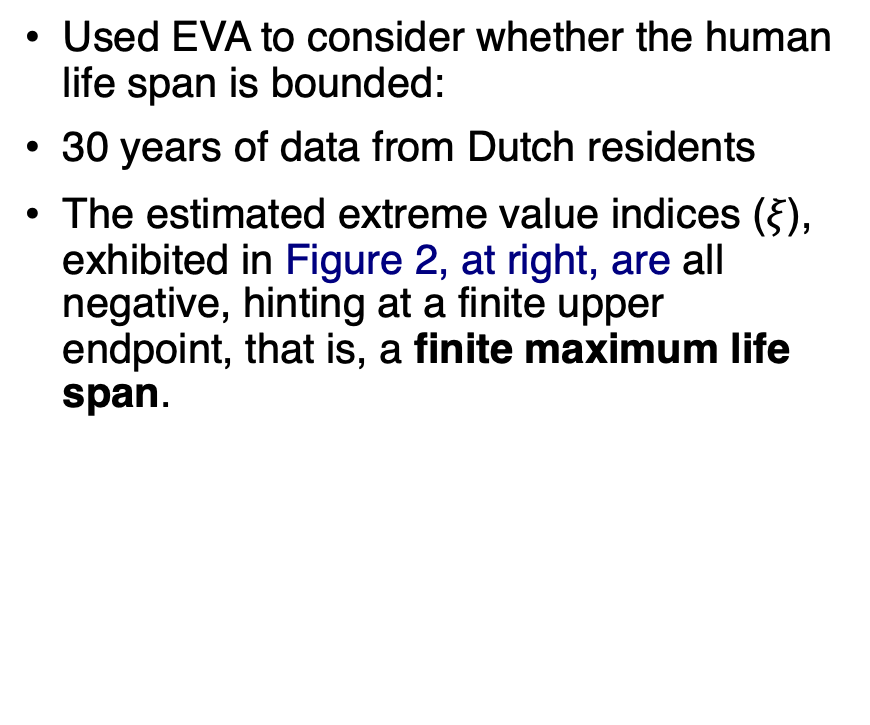 • Used EVA to consider whether the human
life span is bounded:
• 30 years of data from Dutch residents
• The estimated extreme value indices (ξ),
exhibited in Figure 2, at right, are all
negative, hinting at a finite upper
endpoint, that is, a finite maximum life
span.